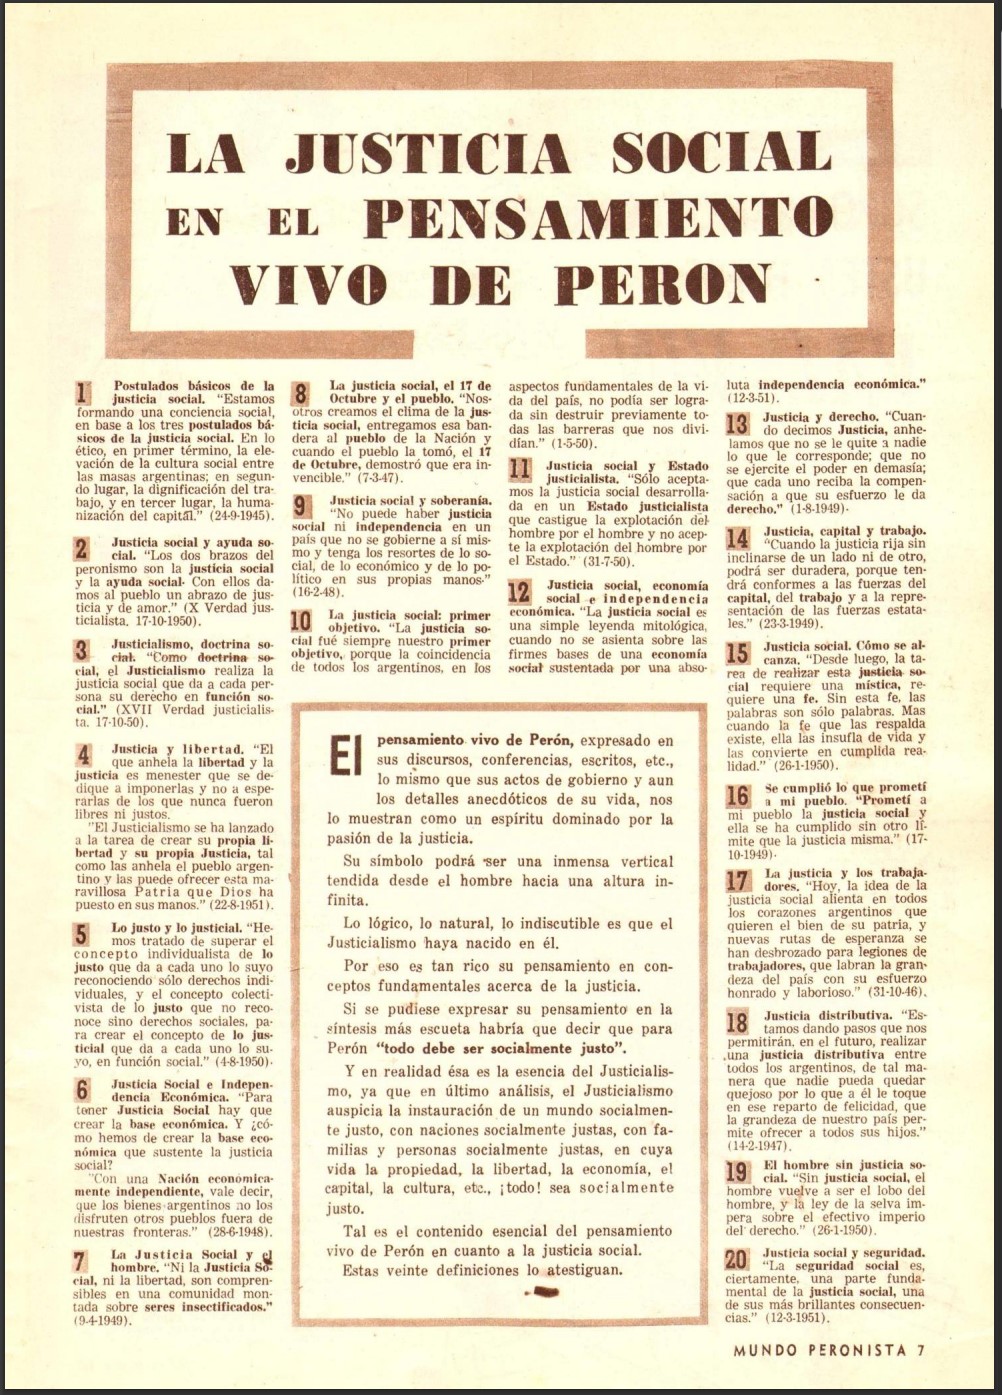 LA JUSTICIA SOCIAL
EN EL PENSAMIENTO
VIVO DE PERON
1 Postulados básicos de la
justicia social. "Estamos
formando una conciencia social,
en base a los tres postulados bá-
sicos de la justicia social. En lo
ético, en primer término, la ele-
vación de la cultura social entre
las masas argentinas; en segun-
do lugar, la dignificación del tra-
bajo, y en tercer lugar, la huma-
nización del capital." (24-9-1945).
2 Justicia social y ayuda so-
cial. "Los dos brazos del
peronismo son la justicia social
y la ayuda social. Con ellos da-
mos al pueblo un abrazo de jus-
ticia y de amor." (X Verdad jus-
ticialista, 17-10-1950).
3 Justicialismo, doctrina so-
cial. "Como doctrina so-
cial, el Justicialismo realiza la
justicia social que da a cada per-
sona su derecho en función so-
cial." (XVII Verdad justicialis-
ta. 17-10-50).
4 Justicia y libertad. "El
que anhela la libertad y la
justicia es menester que se de-
dique a imponerlas y no a espe-
rarlas de los que nunca fueron
libres ni justos.
"El Justicialismo se ha lanzado
a la tarea de crear su propia li-
bertad y su propia Justicia, tal
como las anhela el pueblo argen-
tino y las puede ofrecer esta ma-
ravillosa Patria que Dios ha
puesto en sus manos." (22-8-1951).
5 Lo justo y lo justicial. "He-
mos tratado de superar el
concepto individualista de lo
justo que da a cada uno lo suyo
reconociendo sólo derechos indi-
viduales, y el concepto colecti-
vista de lo justo que no reco-
noce sino derechos sociales, pa-
ra crear el concepto de lo jus-
ticial que da a cada uno lo su-
yo, en función social." (4-8-1950).
6 Justicia Social e Indepen-
dencia Económica. "Para
tener Justicia Social hay que
crear la base económica. Y ¿có-
mo hemos de crear la base eco-
nómica que sustente la justicia
social?
"Con una Nación económica-
mente independiente, vale decir,
que los bienes argentinos no los
disfruten otros pueblos fuera de
nuestras fronteras." (28-6-1948).
7 La Justicia Social y el
hombre. "Ni la Justicia So-
cial, ni la libertad, son compren-
sibles en una comunidad mon-
tada sobre seres insectificados."
(9-4-1949).
8 La justicia social, el 17 de
Octubre y el pueblo. "Nos-
otros creamos el clima de la jus-
ticia social, entregamos esa ban-
dera al pueblo de la Nación y
cuando el pueblo la tomó, el 17
de Octubre, demostró que era in-
vencible." (7-3-47).
9 Justicia social y soberanía.
"No puede haber justicia
social ni independencia en un
país que no se gobierne a sí mis-
mo y tenga los resortes de lo so-
cial, de lo económico y de lo po-
lítico en sus propias manos."
(16-2-48).
10 La justicia social: primer
objetivo. "La justicia so-
cial fué siempre nuestro primer
objetivo, porque la coincidencia
de todos los argentinos, en los
aspectos fundamentales de la vi-
da del país, no podía ser logra-
da sin destruir previamente to-
das las barreras que nos divi-
dían." (1-5-50).
11 Justicia social y Estado
justicialista. "Sólo acepta-
mos la justicia social desarrolla-
da en un Estado justicialista
que castigue la explotación del
hombre por el hombre y no acep-
te la explotación del hombre por
el Estado." (31-7-50).
12 Justicia social, economía
social e independencia
económica. "La justicia social es
una simple leyenda mitológica,
cuando no se asienta sobre las
firmes bases de una economía
social sustentada por una abso-
luta independencia económica."
(12-3-51).
13 Justicia y derecho. "Cuan-
do decimos Justicia, anhe-
lamos que no se le quite a nadie
lo que le corresponde; que no
se ejercite el poder en demasía;
que cada uno reciba la compen-
sación a que su esfuerzo le da
derecho." (1-8-1949).
14 Justicia, capital y trabajo.
"Cuando la justicia rija sin
inclinarse de un lado ni de otro,
podrá ser duradera, porque ten-
drá conformes a las fuerzas del
capital, del trabajo y a la repre-
sentación de las fuerzas estata-
les." (23-3-1949).
15 Justicia social. Cómo se al-
canza. "Desde luego, la ta-
rea de realizar esta justicia so-
cial requiere una mística, re-
quiere una fe. Sin esta fe, las
palabras son sólo palabras. Mas
cuando la fe que las respalda
existe, ella las insufla de vida y
las convierte en cumplida rea-
lidad." (26-1-1950).
16 Se cumplió lo que prometí
a mi pueblo. "Prometí a
mi pueblo la justicia social y
ella se ha cumplido sin otro lí-
mite que la justicia misma." (17-
10-1949).
17 La justicia y los trabaja-
dores. "Hoy, la idea de la
justicia social alienta en todos
los corazones argentinos que
quieren el bien de su patria, y
nuevas rutas de esperanza se
han desbrozado para legiones de
trabajadores, que labran la gran-
deza del país con su esfuerzo
honrado y laborioso." (31-10-46).
18 Justicia distributiva. "Es-
tamos dando pasos que nos
permitirán, en el futuro, realizar
una justicia distributiva entre
todos los argentinos, de tal ma-
nera que nadie pueda quedar
quejoso por lo que a él le toque
en ese reparto de felicidad, que
la grandeza de nuestro país per-
mite ofrecer a todos sus hijos."
(14-2-1947).
19 El hombre sin justicia so-
cial. "Sin justicia social, el
hombre vuelve a ser el lobo del
hombre, y la ley de la selva im-
pera sobre el efectivo imperio
del derecho." (26-1-1950).
20 Justicia social y seguridad.
"La seguridad social es,
ciertamente, una parte funda-
mental de la justicia social, una
de sus más brillantes consecuen-
cias." (12-3-1951).
El pensamiento vivo de Perón, expresado en
sus discursos, conferencias, escritos, etc.,
lo mismo que sus actos de gobierno y aun
los detalles anecdóticos de su vida, nos
lo muestran como un espíritu dominado por la
pasión de la justicia.
Su símbolo podrá ser una inmensa vertical
tendida desde el hombre hacia una altura in-
finita.
Lo lógico, lo natural, lo indiscutible es que el
Justicialismo haya nacido en él.
Por eso es tan rico su pensamiento en con-
ceptos fundamentales acerca de la justicia.
Si se pudiese expresar su pensamiento en la
síntesis más escueta habría que decir que para
Perón "todo debe ser socialmente justo".
Y en realidad ésa es la esencia del Justicialis-
mo, ya que en último análisis, el Justicialismo
auspicia la instauración de un mundo socialmen-
te justo, con naciones socialmente justas, con fa-
milias y personas socialmente justas, en cuya
vida la propiedad, la libertad, la economía, el
capital, la cultura, etc., ¡todo! sea socialmente
justo.
Tal es el contenido esencial del pensamiento
vivo de Perón en cuanto a la justicia social.
Estas veinte definiciones lo atestiguan.
MUNDO PERONISTA 7